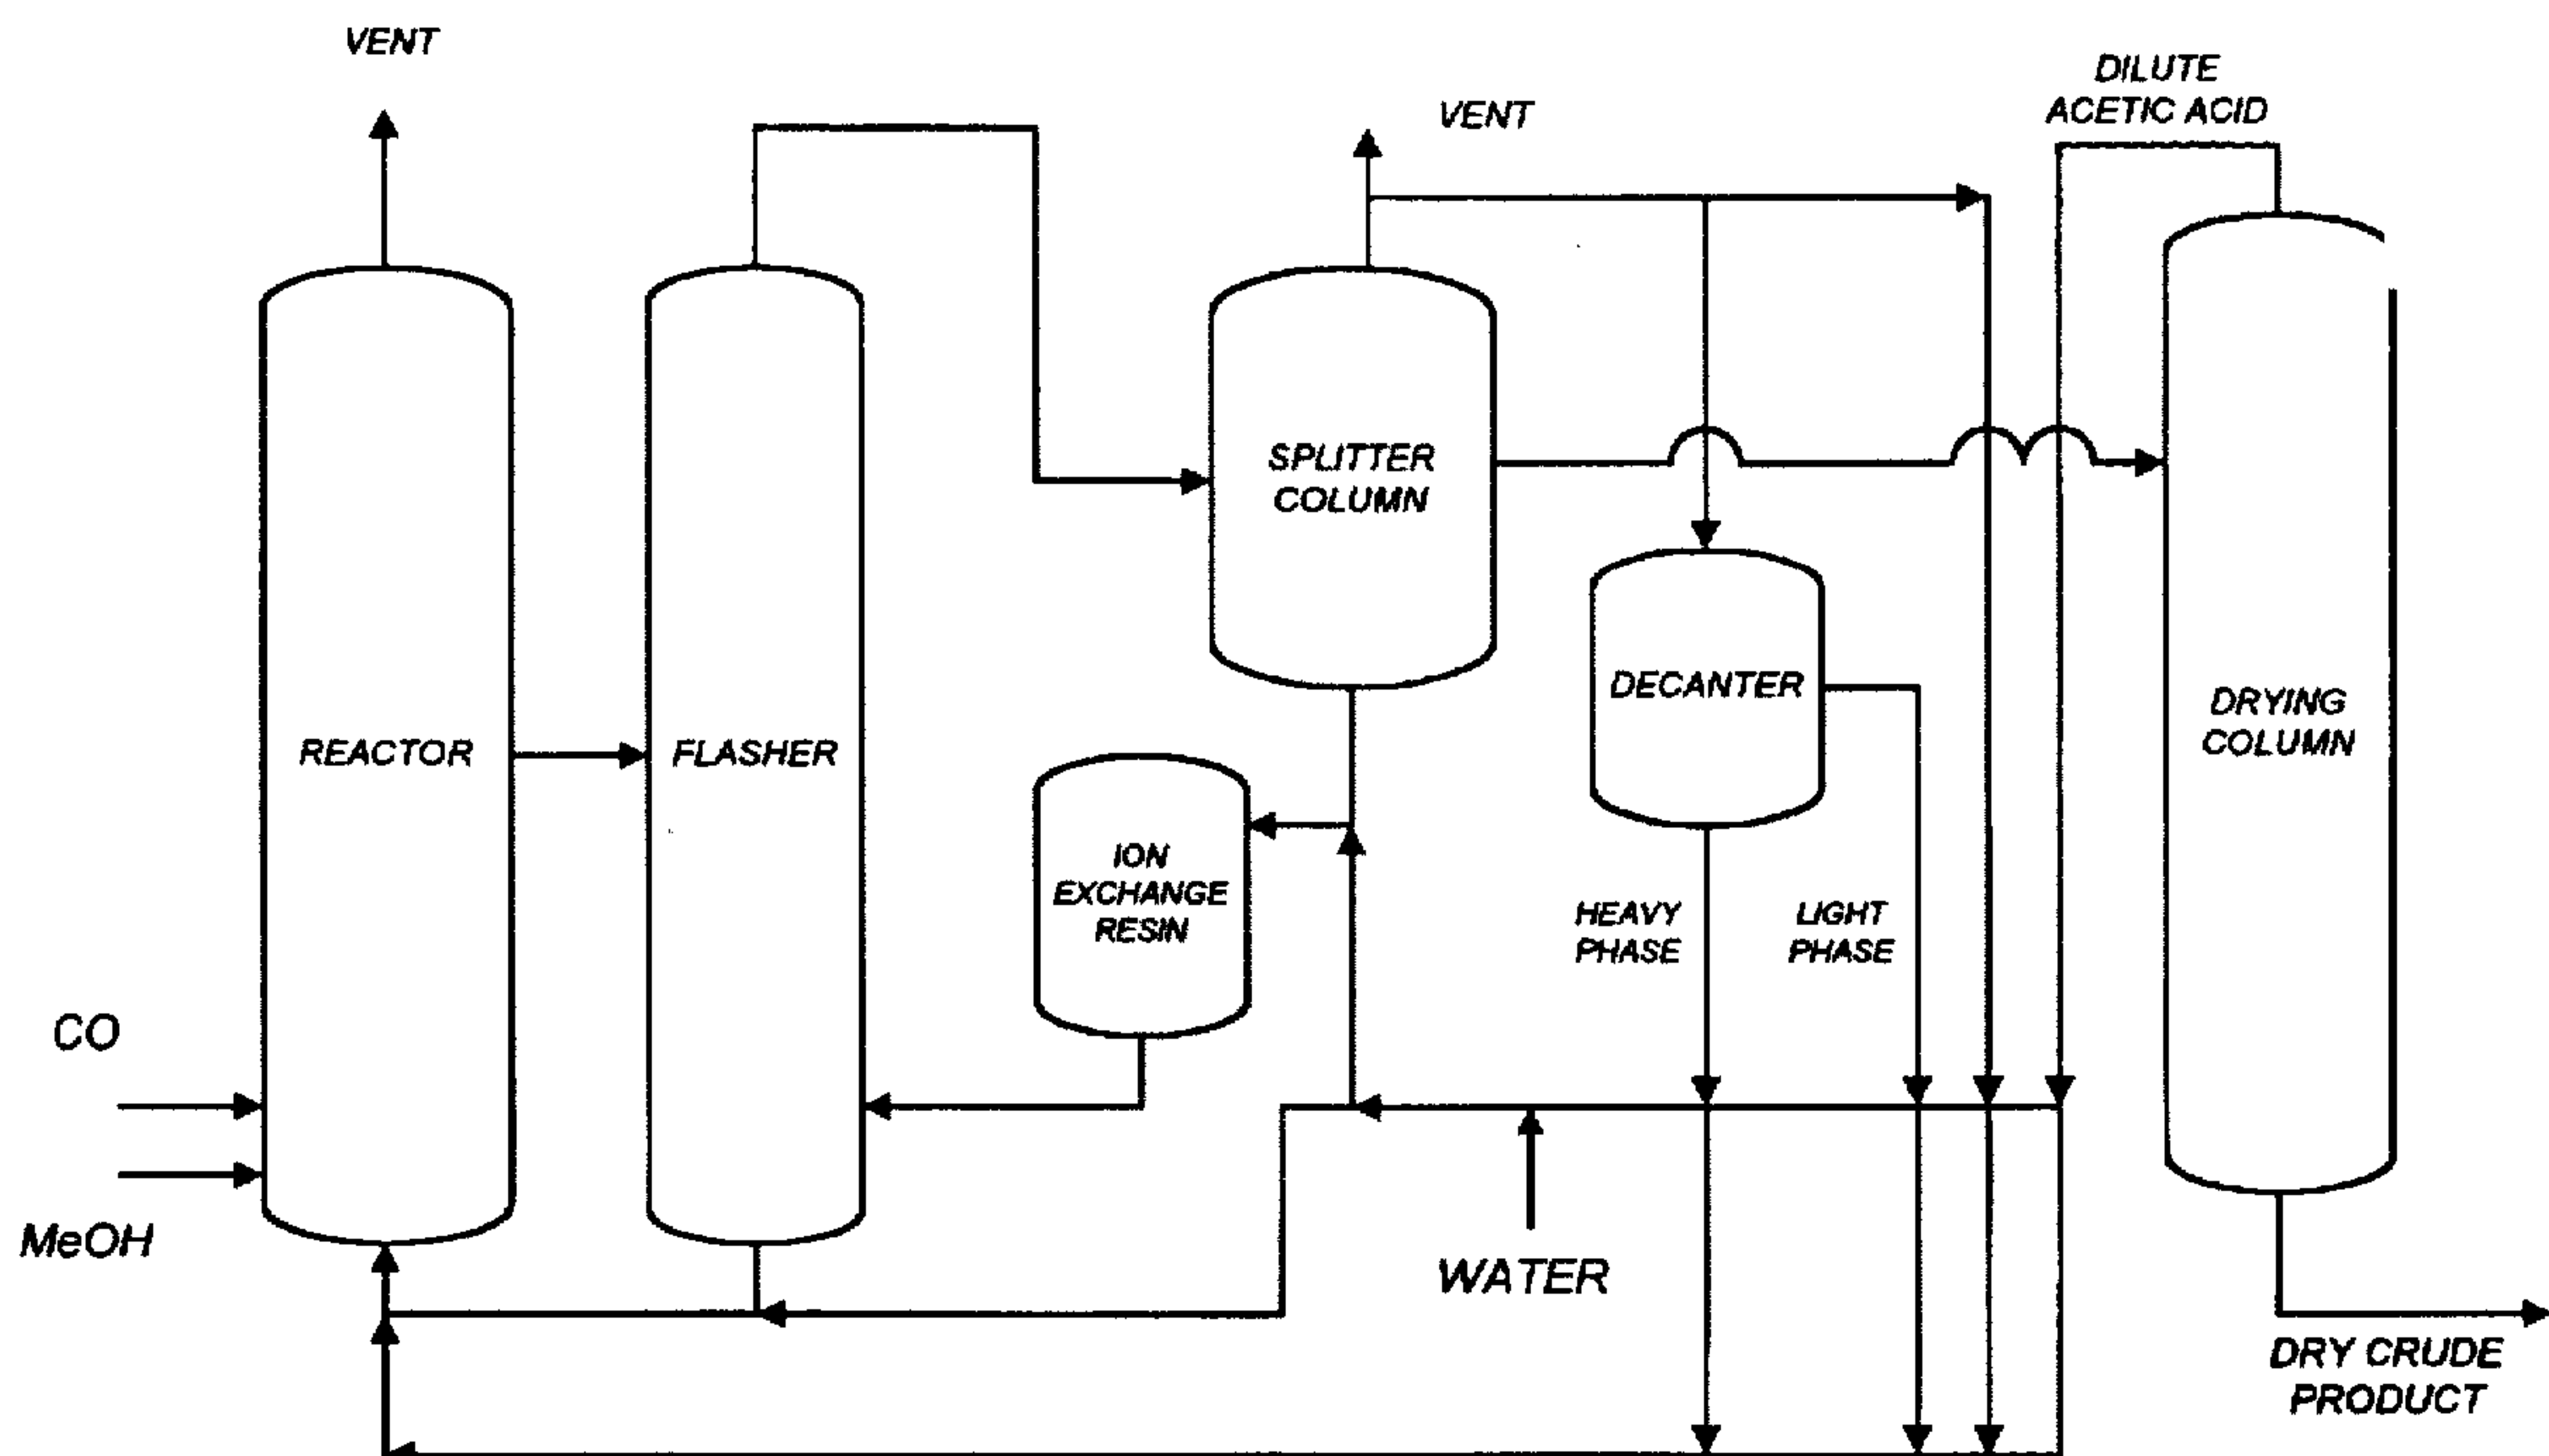 VENT
VENT
DILUTE
ACETIC ACID
SPLITTER
COLUMN
REACTOR
FLASHER
DECANTER
DRYING
COLUMN
ION
EXCHANGE
RESIN
HEAVY
PHASE
LIGHT
PHASE
CO
MeOH
WATER
DRY CRUDE
PRODUCT